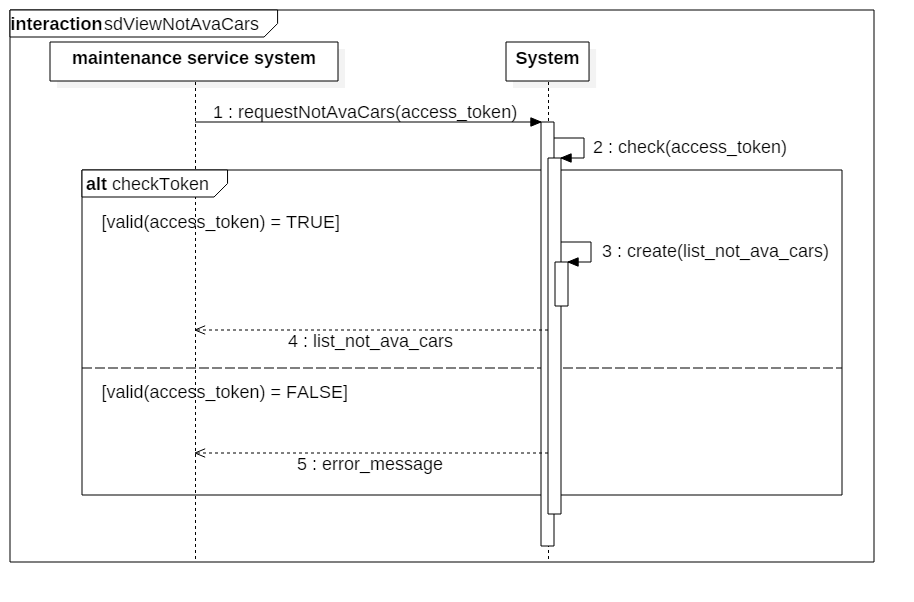 interaction sdViewNotAvaCars
maintenance service system
System
1 : requestNotAvaCars(access_token)
2 : check(access_token)
alt checkToken
[valid(access_token) = TRUE]
3 : create(list_not_ava_cars)
4 : list_not_ava_cars
[valid(access_token) = FALSE]
5 : error_message